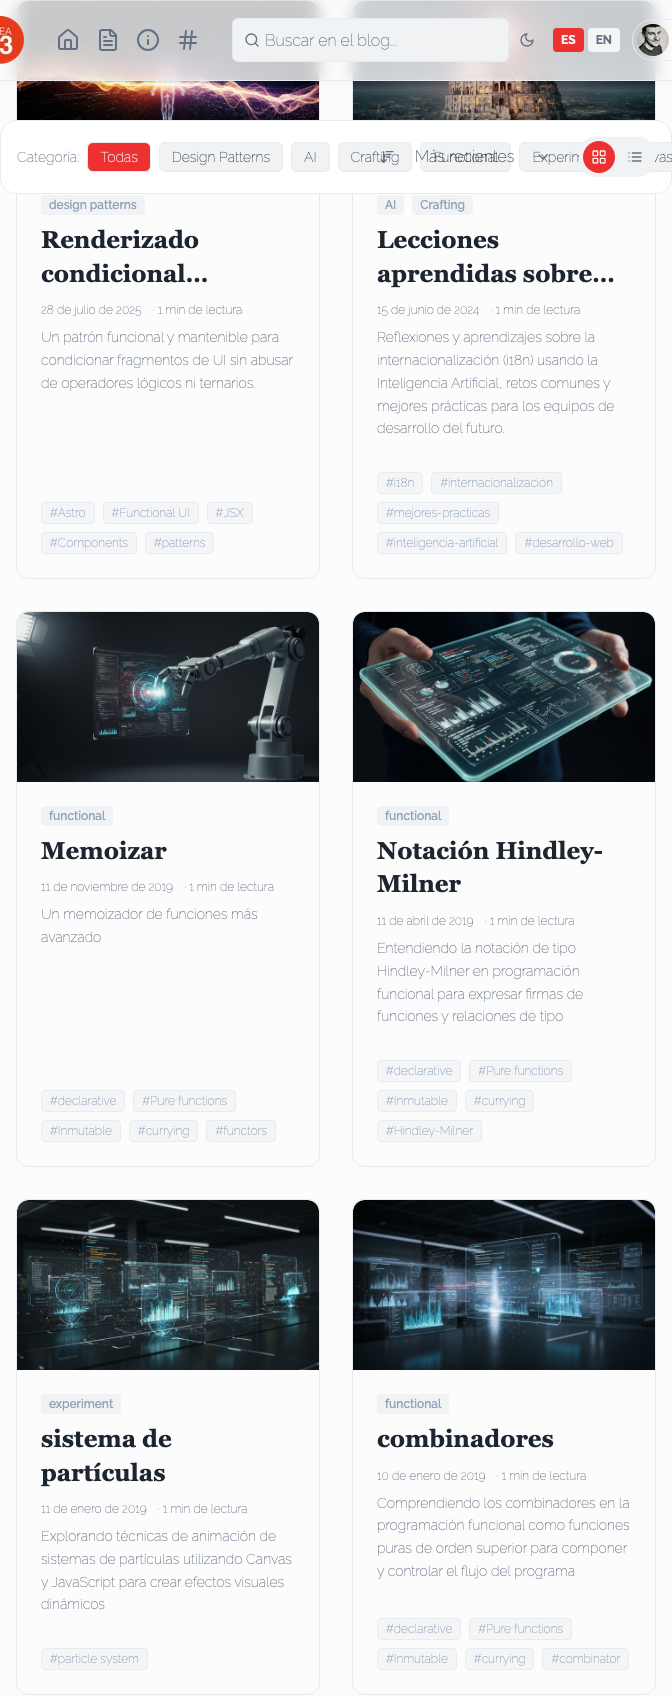 EA
3
Buscar en el blog...
ES
EN
Categoría:
Todas
Design Patterns
AI
Crafting
Functional
Más recientes
Experim
vas
design patterns
Renderizado
condicional...
28 de julio de 2025 · 1 min de lectura
Un patrón funcional y mantenible para
condicionar fragmentos de UI sin abusar
de operadores lógicos ni ternarios.
#Astro
#Functional UI
#JSX
#Components
#patterns
AI
Crafting
Lecciones
aprendidas sobre...
15 de junio de 2024 · 1 min de lectura
Reflexiones y aprendizajes sobre la
internacionalización (i18n) usando la
Inteligencia Artificial, retos comunes y
mejores prácticas para los equipos de
desarrollo del futuro.
#i18n
#internacionalización
#mejores-practicas
#inteligencia-artificial
#desarrollo-web
functional
Memoizar
11 de noviembre de 2019 · 1 min de lectura
Un memoizador de funciones más
avanzado
#declarative
#Pure functions
#Inmutable
#currying
#functors
functional
Notación Hindley-
Milner
11 de abril de 2019 · 1 min de lectura
Entendiendo la notación de tipo
Hindley-Milner en programación
funcional para expresar firmas de
funciones y relaciones de tipo
#declarative
#Pure functions
#Inmutable
#currying
#Hindley-Milner
experiment
sistema de
partículas
11 de enero de 2019 · 1 min de lectura
Explorando técnicas de animación de
sistemas de partículas utilizando Canvas
y JavaScript para crear efectos visuales
dinámicos
#particle system
functional
combinadores
10 de enero de 2019 · 1 min de lectura
Comprendiendo los combinadores en la
programación funcional como funciones
puras de orden superior para componer
y controlar el flujo del programa
#declarative
#Pure functions
#Inmutable
#currying
#combinator